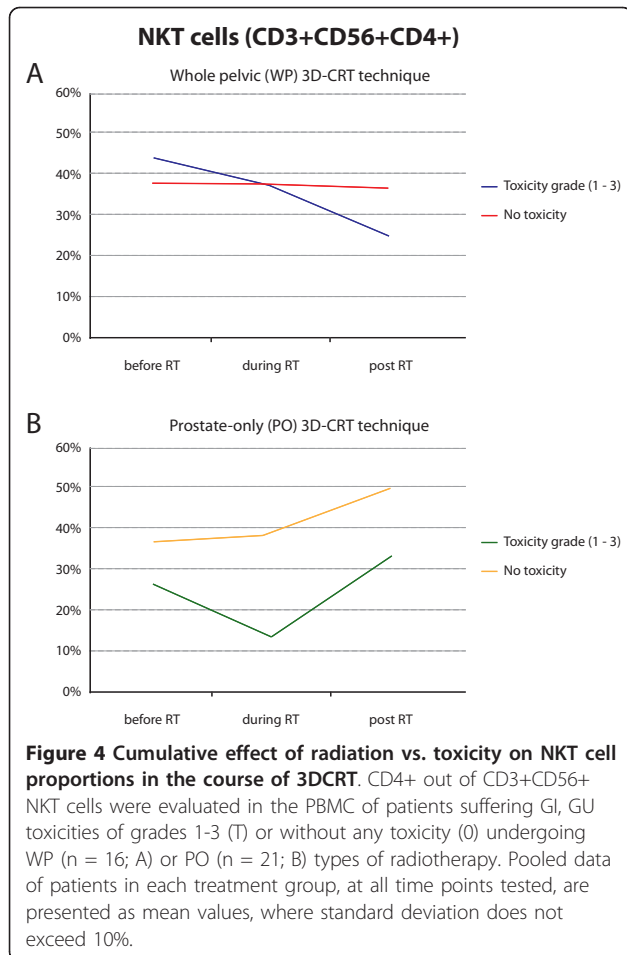 NKT cells (CD3+CD56+CD4+)
A
Whole pelvic (WP) 3D-CRT technique
60%
50%
40%
30%
20%
10%
0%
before RT
during RT
post RT
Toxicity grade (1 - 3)
No toxicity
B
Prostate-only (PO) 3D-CRT technique
60%
50%
40%
30%
20%
10%
0%
before RT
during RT
post RT
Toxicity grade (1 - 3)
No toxicity
Figure 4 Cumulative effect of radiation vs. toxicity on NKT cell
proportions in the course of 3DCRT. CD4+ out of CD3+CD56+
NKT cells were evaluated in the PBMC of patients suffering GI, GU
toxicities of grades 1-3 (T) or without any toxicity (0) undergoing
WP (n = 16; A) or PO (n = 21; B) types of radiotherapy. Pooled data
of patients in each treatment group, at all time points tested, are
presented as mean values, where standard deviation does not
exceed 10%.